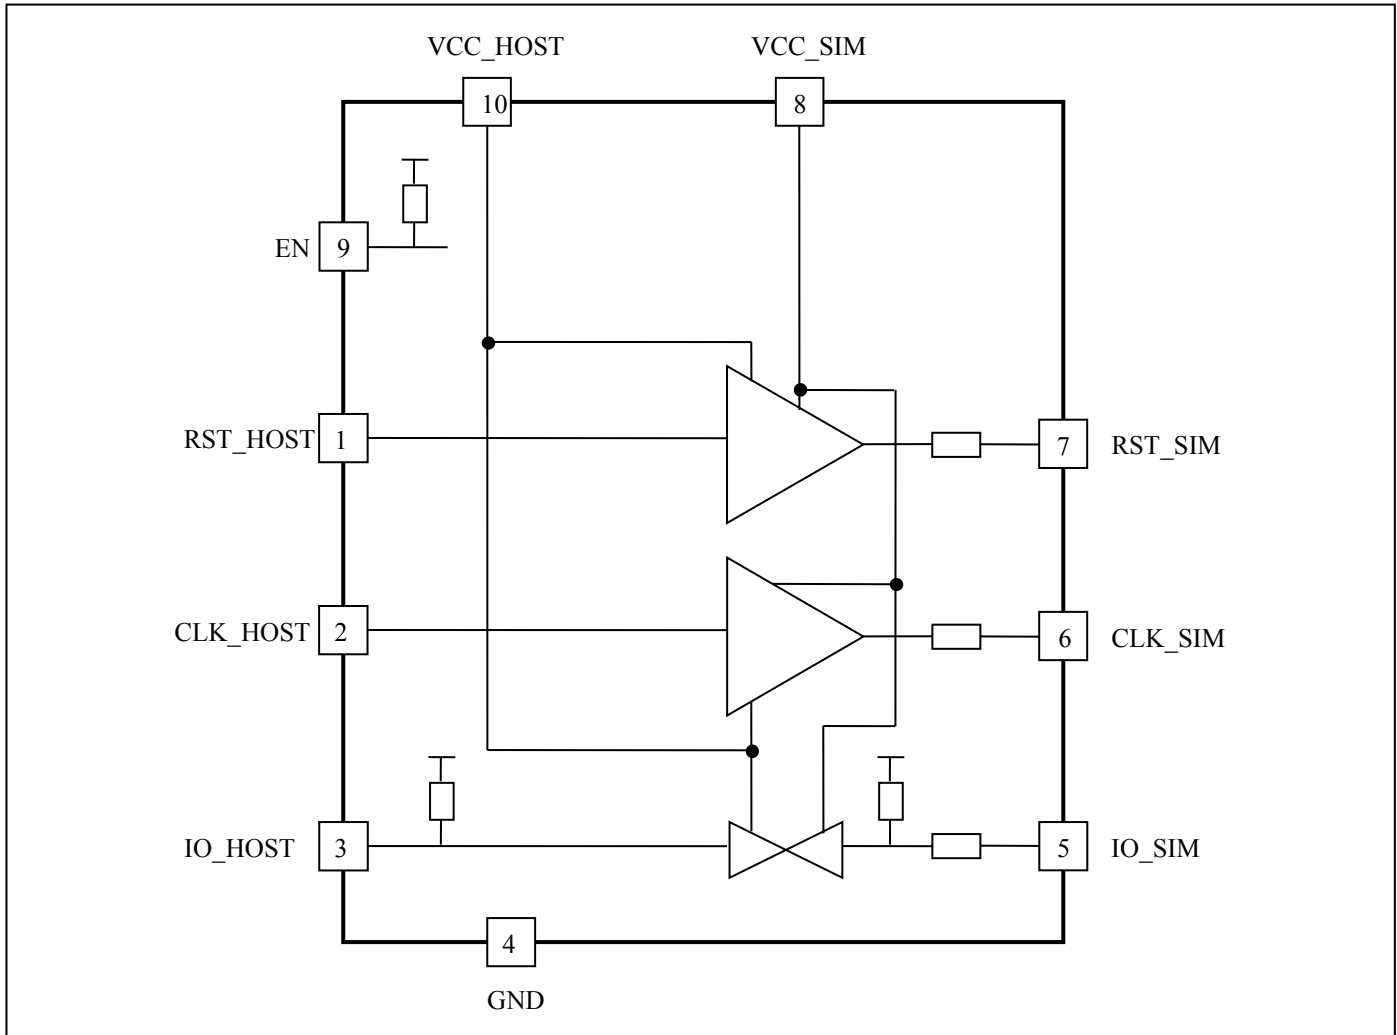 VCC_HOST VCC_SIM
10 8
EN 9
RST_HOST 1 7 RST_SIM
CLK_HOST 2 6 CLK_SIM
IO_HOST 3 5 IO_SIM
4
GND